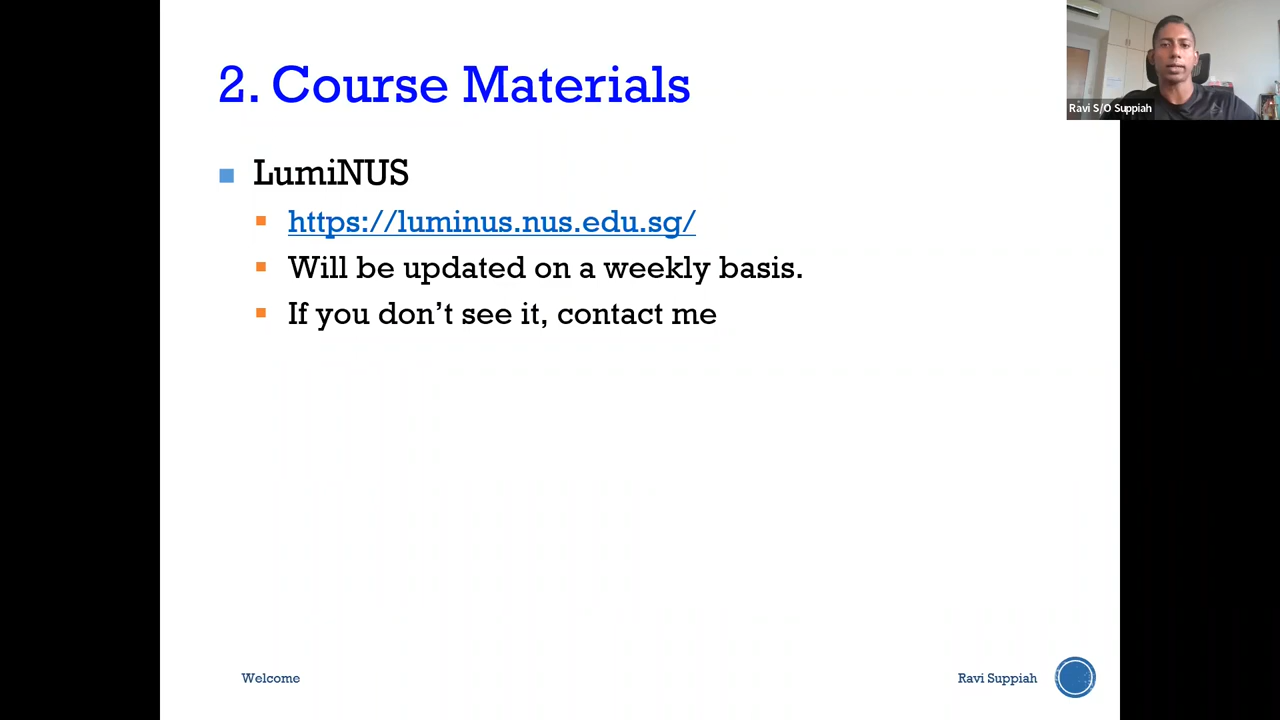 2. Course Materials
Ravi S/O Suppiah
LumiNUS
https://luminus.nus.edu.sg/
Will be updated on a weekly basis.
If you don’t see it, contact me
Welcome
Ravi Suppiah